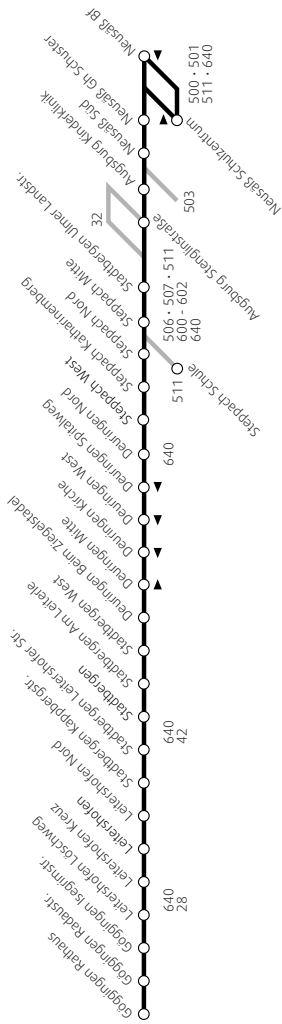 Neusäß Bf
Neusäß Gh Schuster
500 · 501
511 · 640
Neusäß Schulzentrum
Neusäß Süd
Augsburg Kinderklinik
503
32
Augsburg Stenglinstraße
Stadtbergen Ulmer Landstr.
506 · 507 · 511
600 - 602
640
Steppach Mitte
Steppach Nord
511
Steppach Schule
Steppach Katharinenberg
Steppach West
Deuringen Nord
640
Deuringen Spitalweg
Deuringen West
Deuringen Kirche
Deuringen Mitte
Deuringen Beim Ziegelstadel
Stadtbergen West
Stadtbergen Am Leiterle
Stadtbergen
Stadtbergen Leitershofer Str.
640
42
Stadtbergen Kappbergstr.
Leitershofen Nord
Leitershofen
Leitershofen Kreuz
Leitershofen Löschweg
640
28
Göggingen Isegrimstr.
Göggingen Radaustr.
Göggingen Rathaus